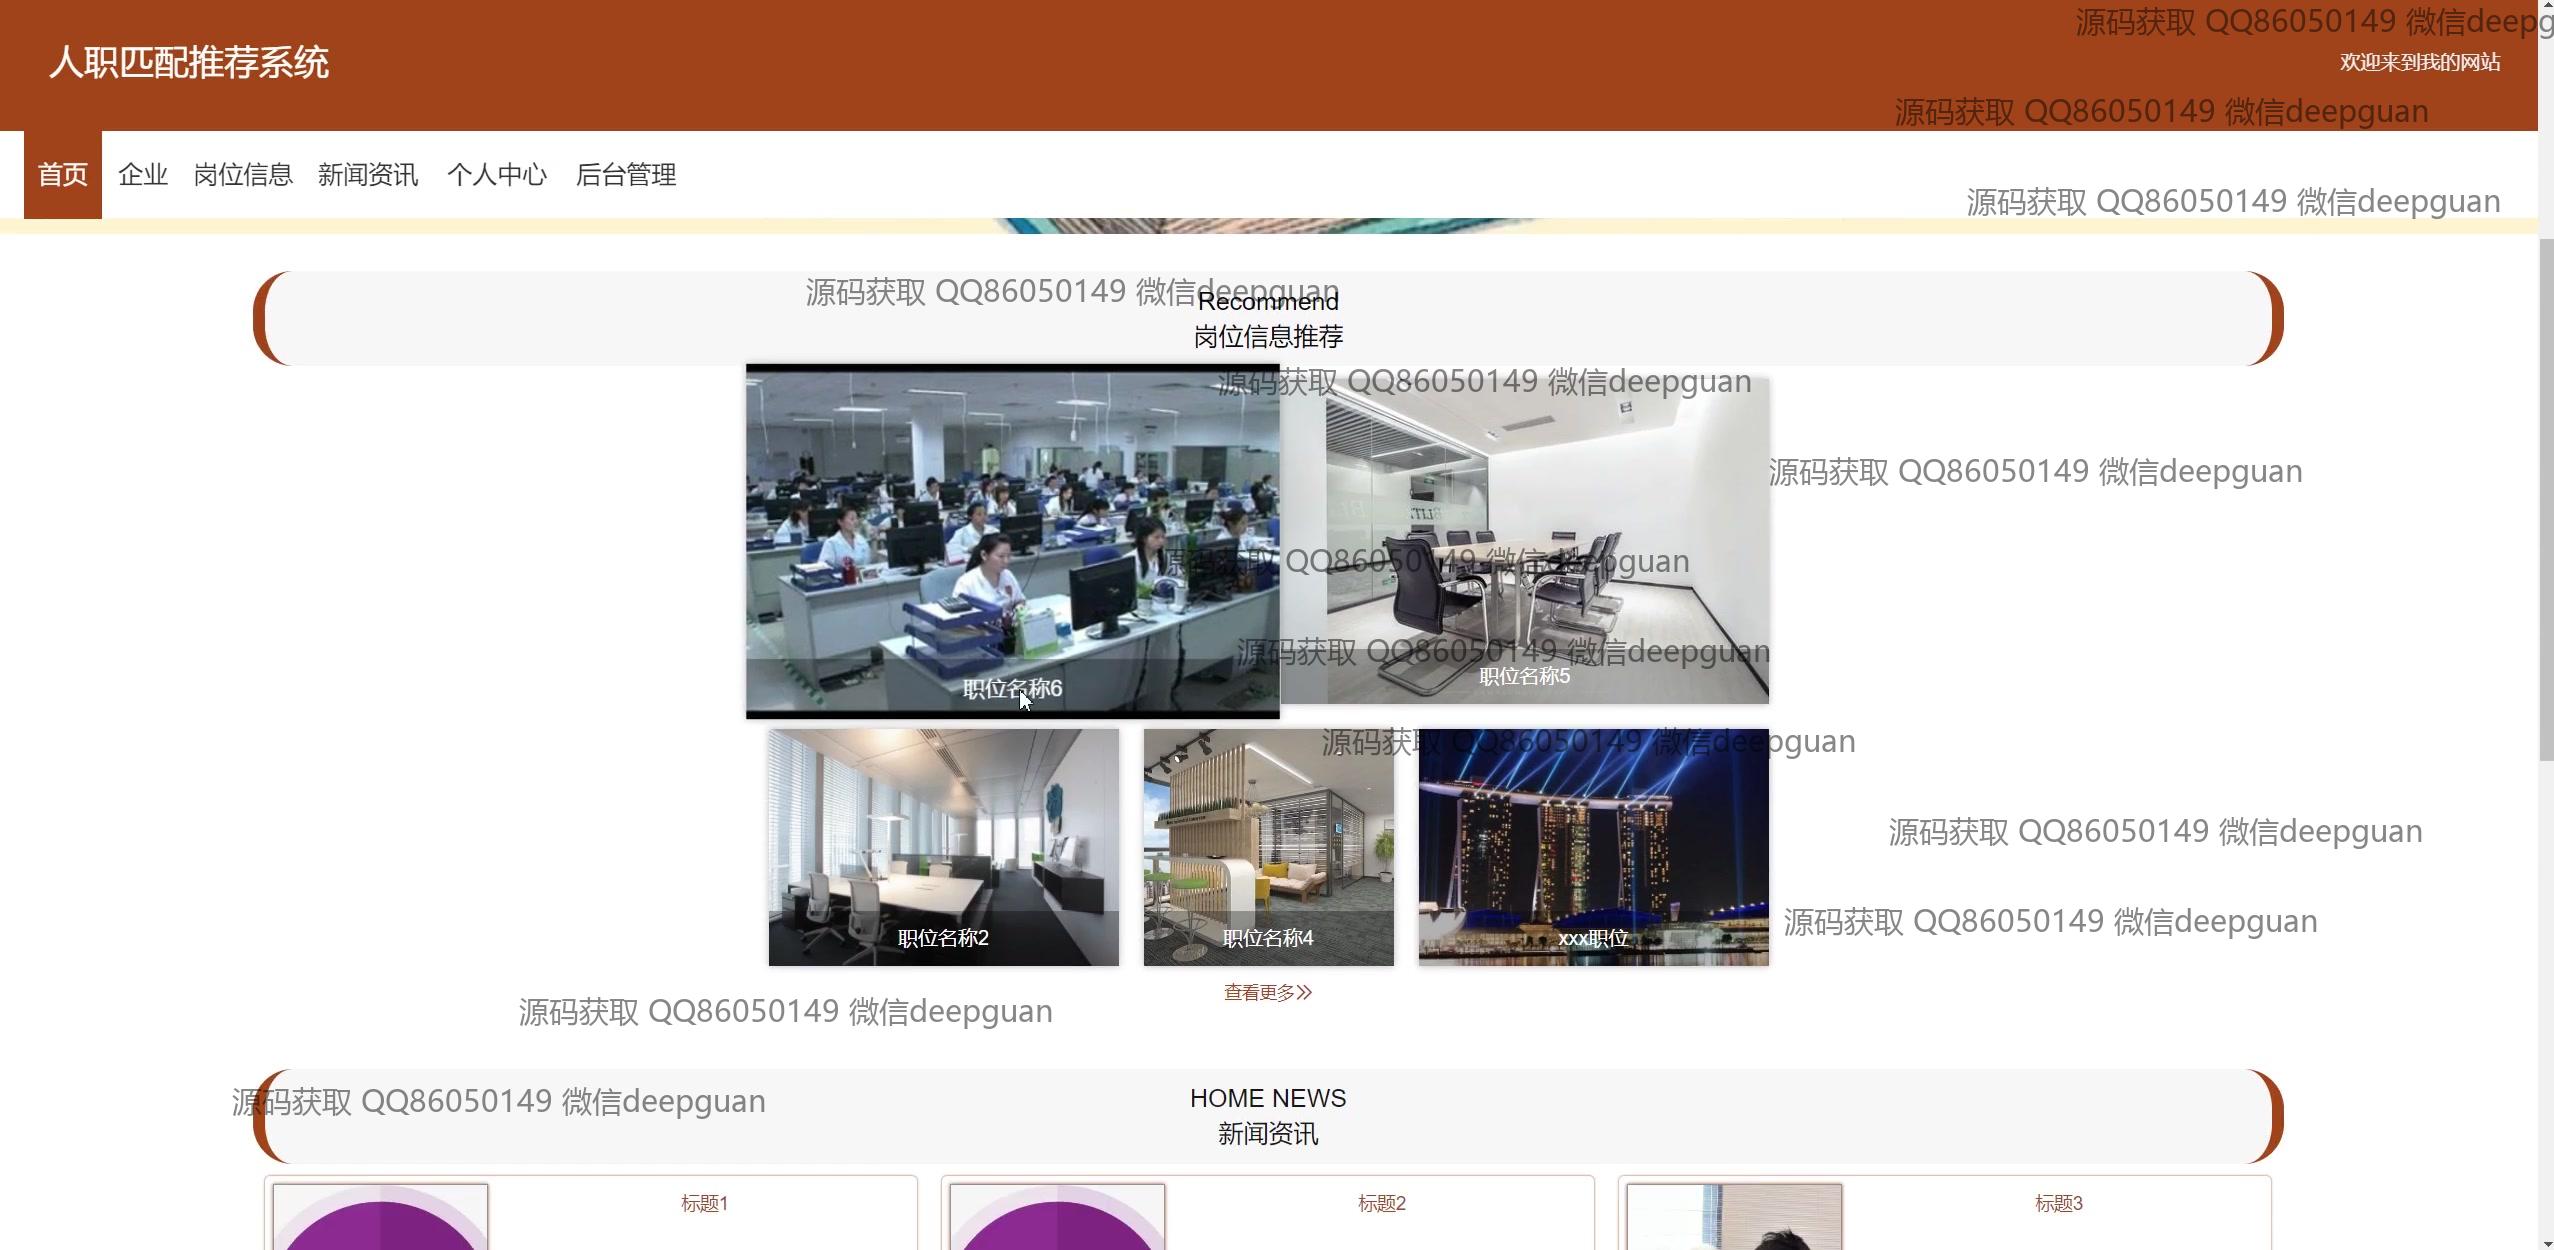 源码获取 QQ86050149 微信deepg
人职匹配推荐系统
欢迎来到我的网站
源码获取 QQ86050149 微信deepguan
首页
企业
岗位信息
新闻资讯
个人中心
后台管理
源码获取 QQ86050149 微信deepguan
源码获取 QQ86050149 微信deepguan
Recommend
岗位信息推荐
源码获取 QQ86050149 微信deepguan
源码获取 QQ86050149 微信deepguan
源码获取 QQ86050149 微信deepguan
源码获取 QQ86050149 微信deepguan
职位名称6
职位名称5
源码获取 QQ86050149 微信deepguan
源码获取 QQ86050149 微信deepguan
源码获取 QQ86050149 微信deepguan
职位名称2
职位名称4
xxx职位
查看更多
源码获取 QQ86050149 微信deepguan
源码获取 QQ86050149 微信deepguan
HOME NEWS
新闻资讯
标题1
标题2
标题3